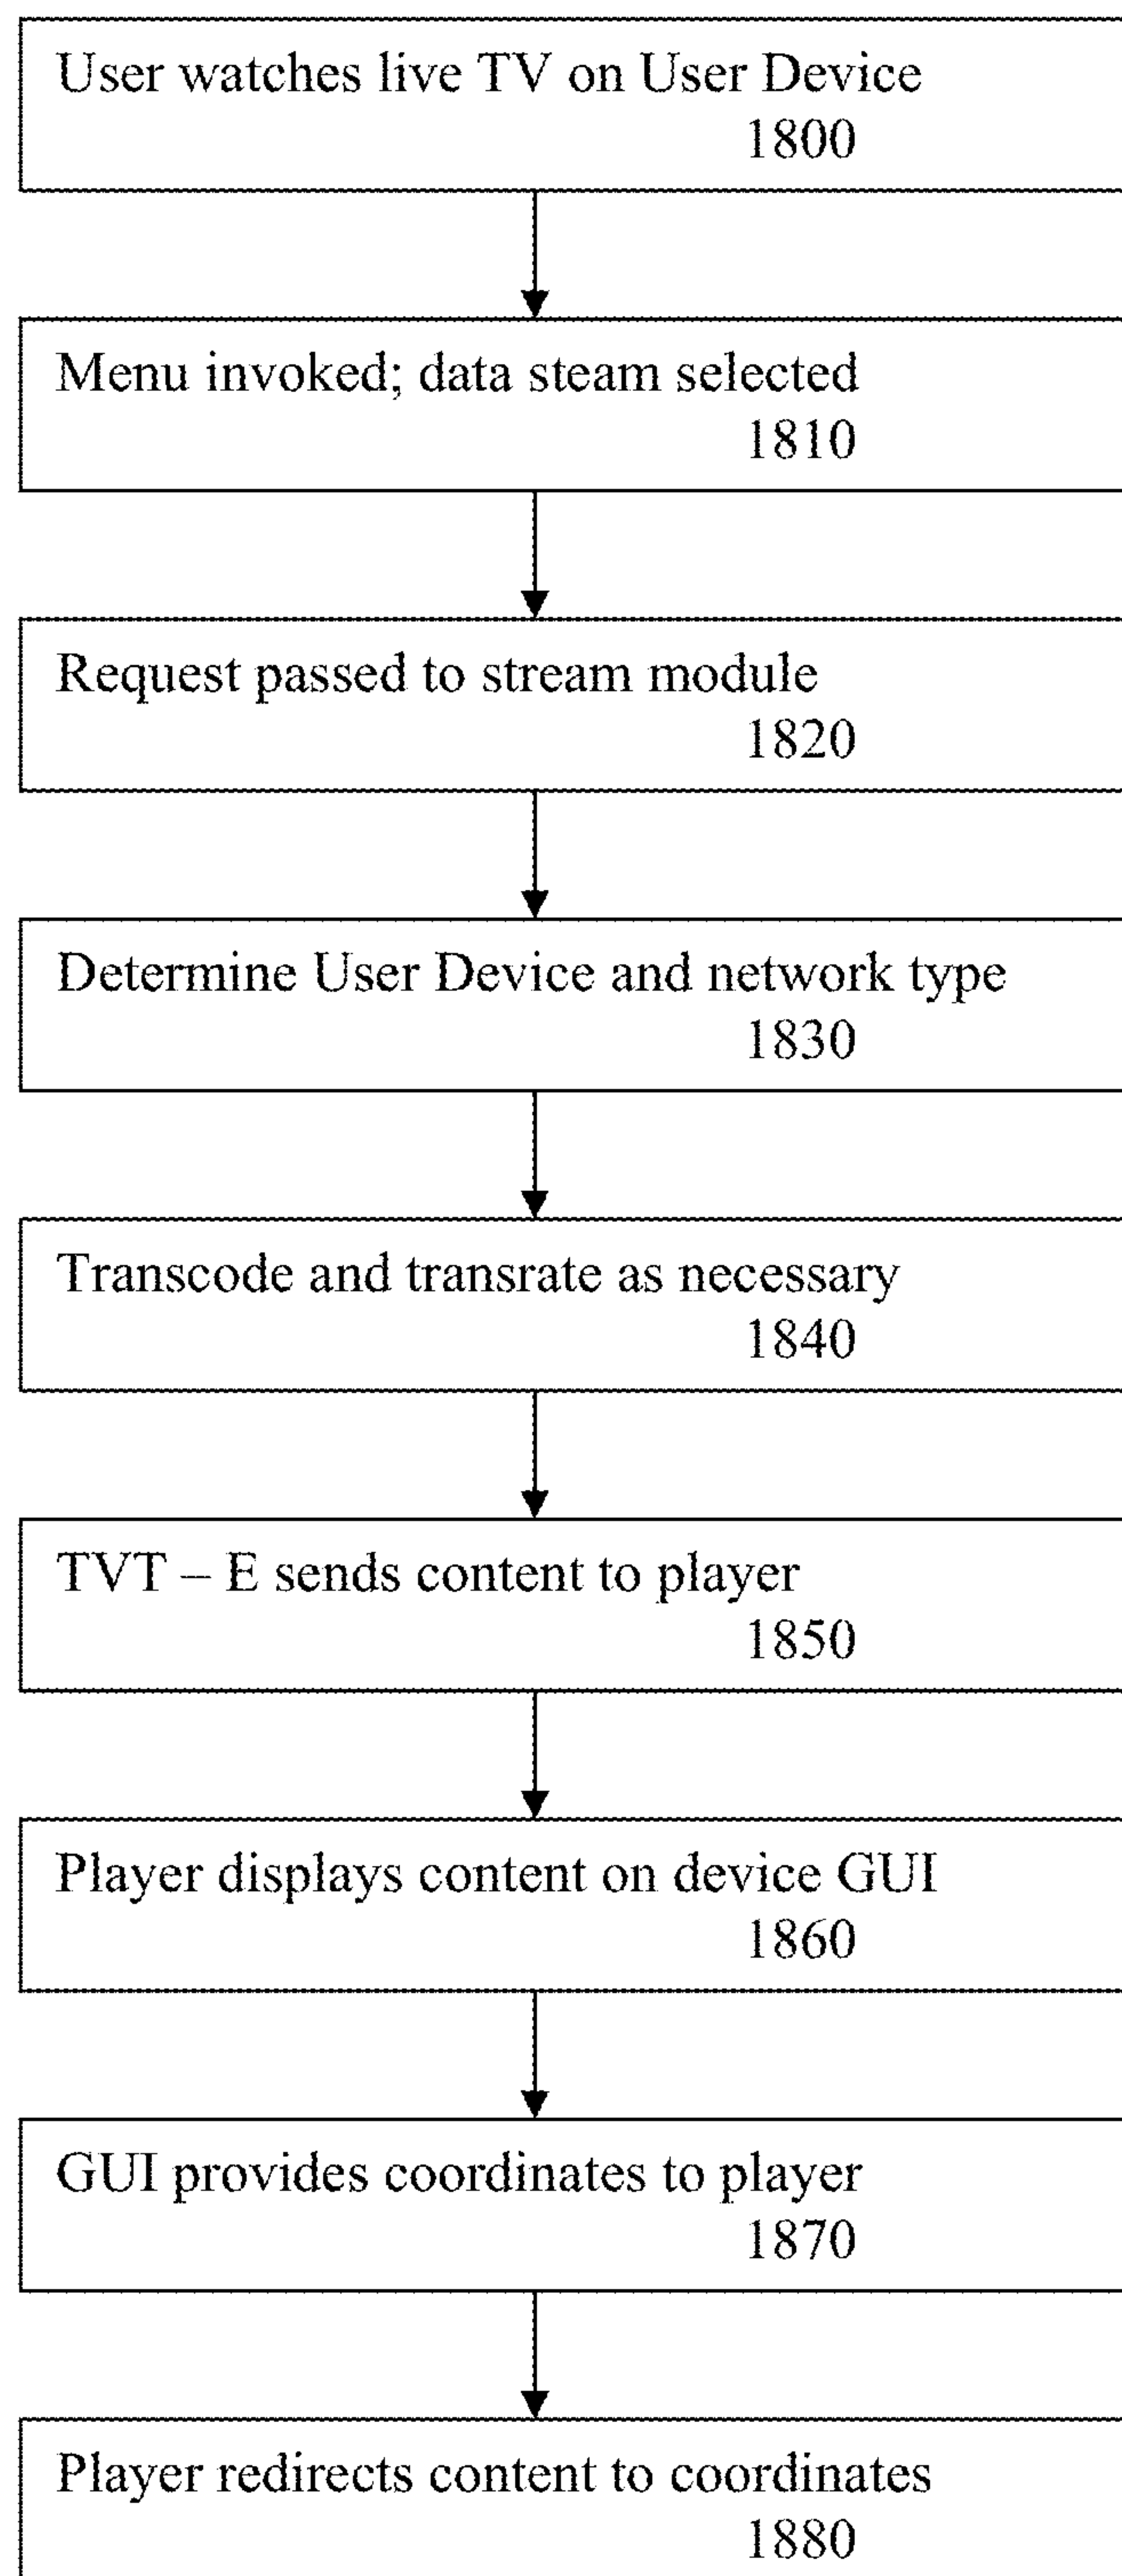 User watches live TV on User Device
1800
Menu invoked; data steam selected
1810
Request passed to stream module
1820
Determine User Device and network type
1830
Transcode and transrate as necessary
1840
TVT – E sends content to player
1850
Player displays content on device GUI
1860
GUI provides coordinates to player
1870
Player redirects content to coordinates
1880